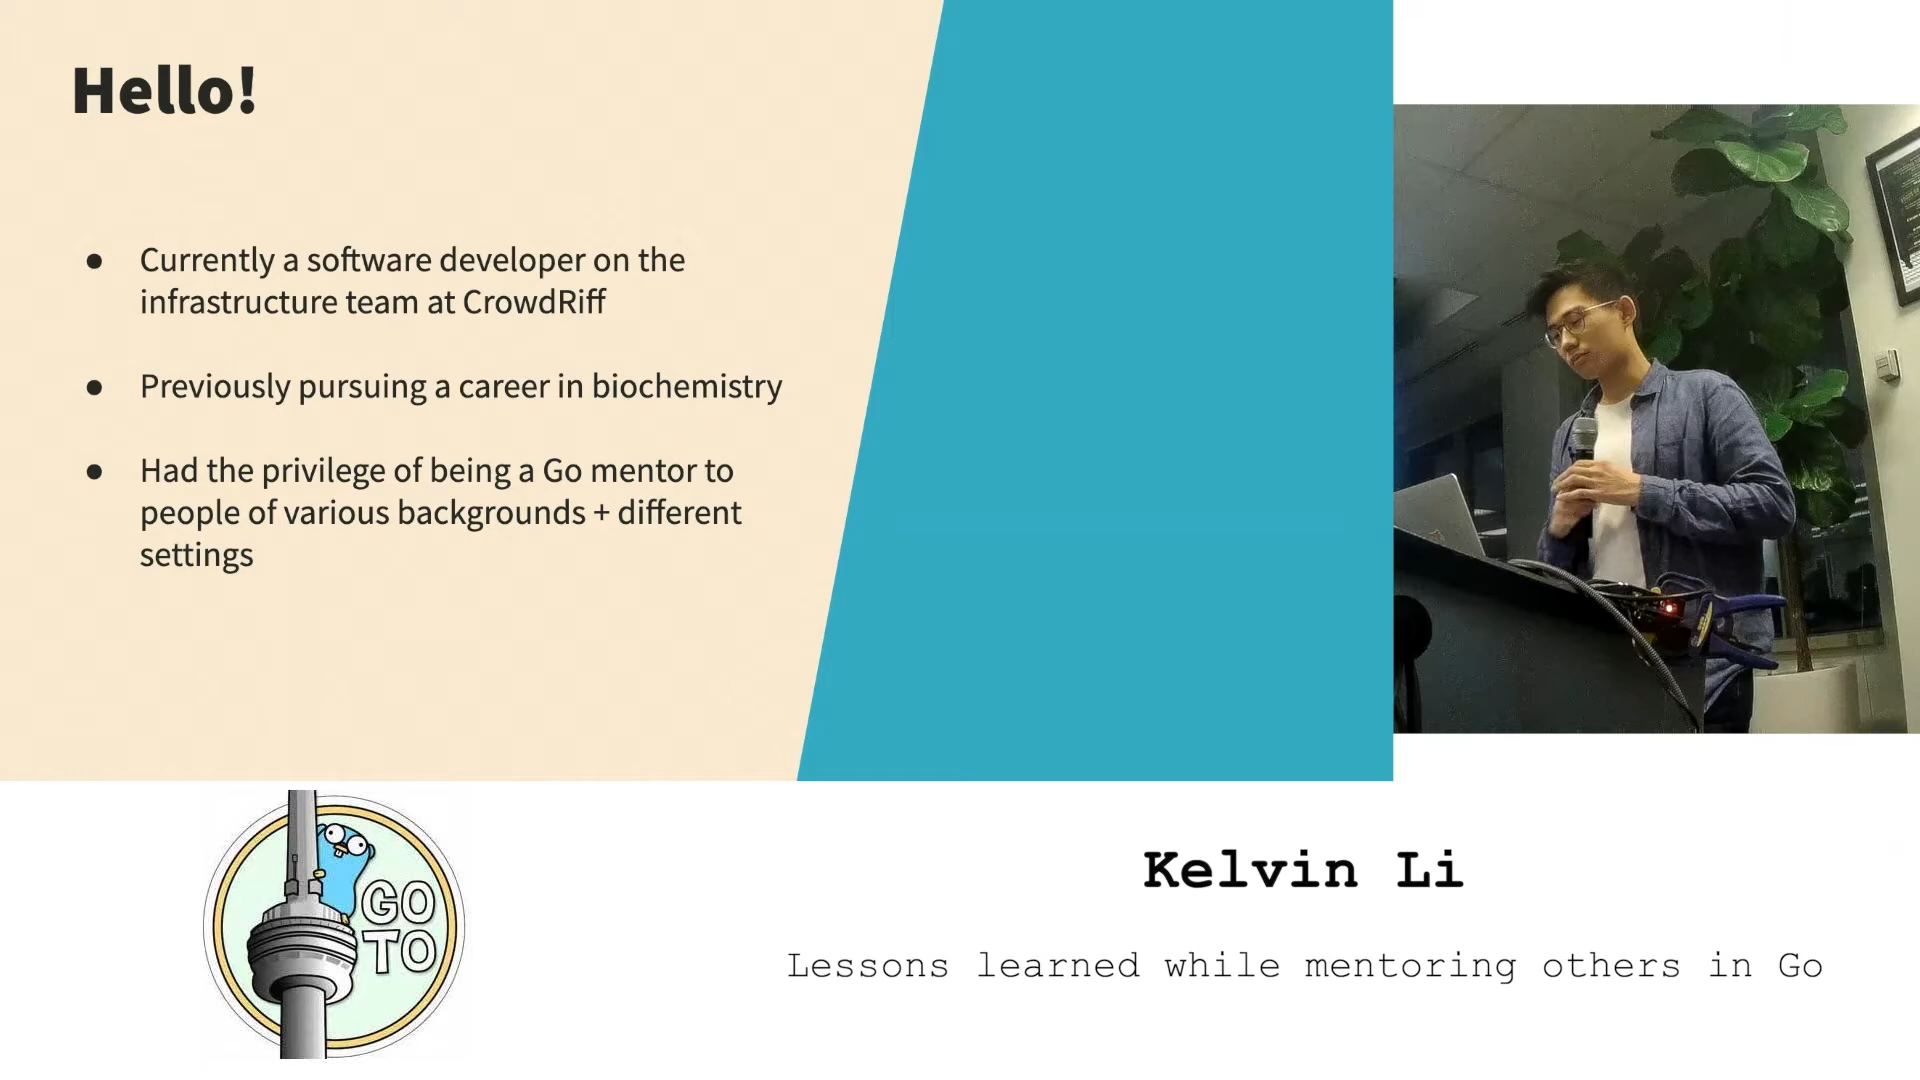 Hello!
● Currently a software developer on the
infrastructure team at CrowdRiff
● Previously pursuing a career in biochemistry
● Had the privilege of being a Go mentor to
people of various backgrounds + different
settings
GO
TO
Kelvin Li
Lessons learned while mentoring others in Go